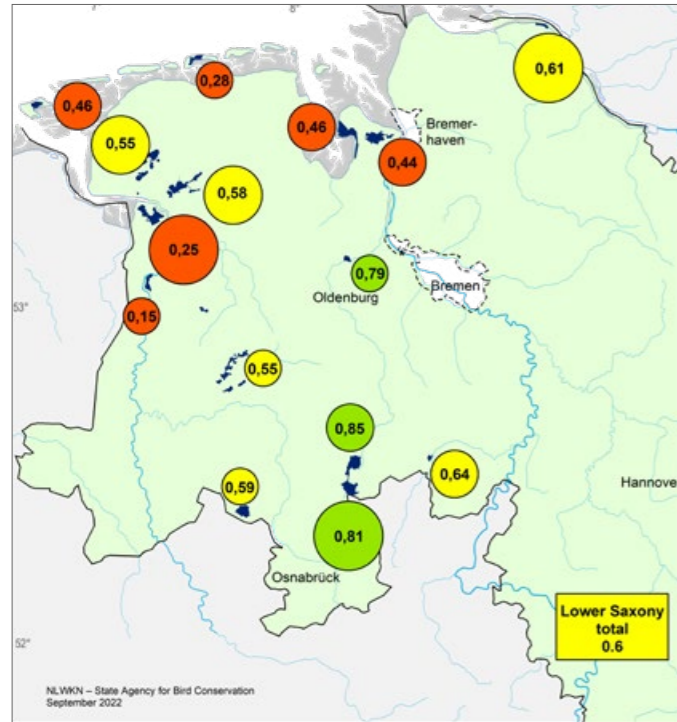 7
8
0,61
0,28
0,46
0,46
Bremer-
haven
0,55
0,44
0,58
0,25
0,79
Oldenburg
Bremen
53°
0,15
0,55
0,85
0,64
0,59
Hannove
0,81
Osnabrück
Lower Saxony
total
0.6
52°
NLWKN – State Agency for Bird Conservation
September 2022